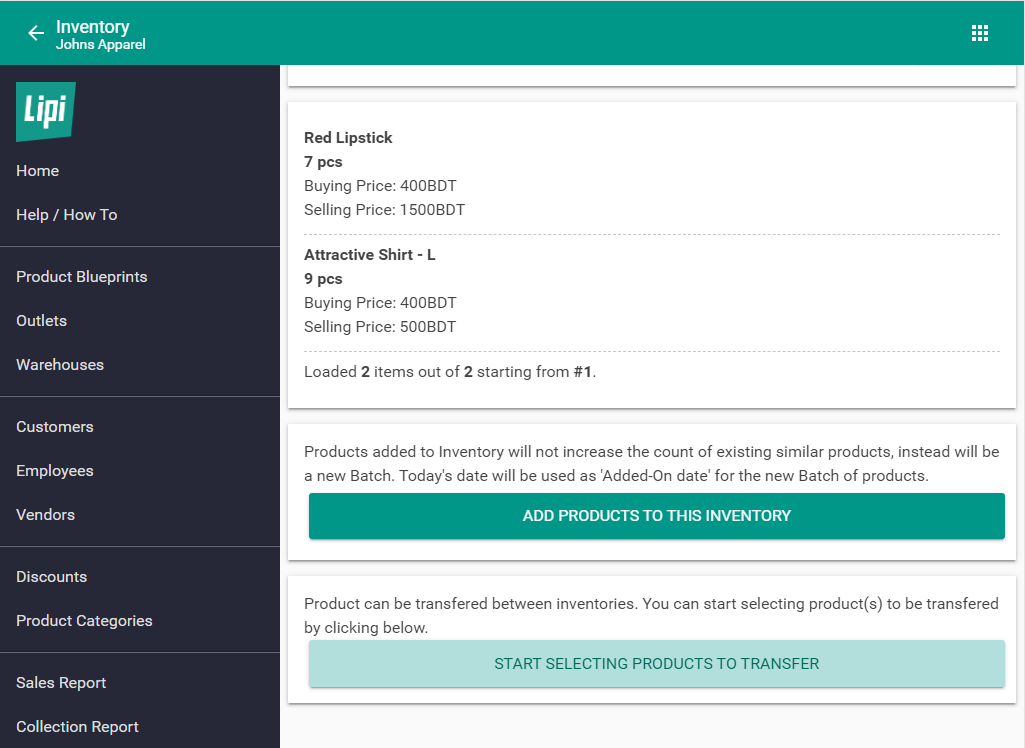 Inventory
Johns Apparel
Lipi
Home
Help / How To
Product Blueprints
Outlets
Warehouses
Customers
Employees
Vendors
Discounts
Product Categories
Sales Report
Collection Report
Red Lipstick
7 pcs
Buying Price: 400BDT
Selling Price: 1500BDT
Attractive Shirt - L
9 pcs
Buying Price: 400BDT
Selling Price: 500BDT
Loaded 2 items out of 2 starting from #1.
Products added to Inventory will not increase the count of existing similar products, instead will be
a new Batch. Today's date will be used as 'Added-On date' for the new Batch of products.
ADD PRODUCTS TO THIS INVENTORY
Product can be transfered between inventories. You can start selecting product(s) to be transfered
by clicking below.
START SELECTING PRODUCTS TO TRANSFER